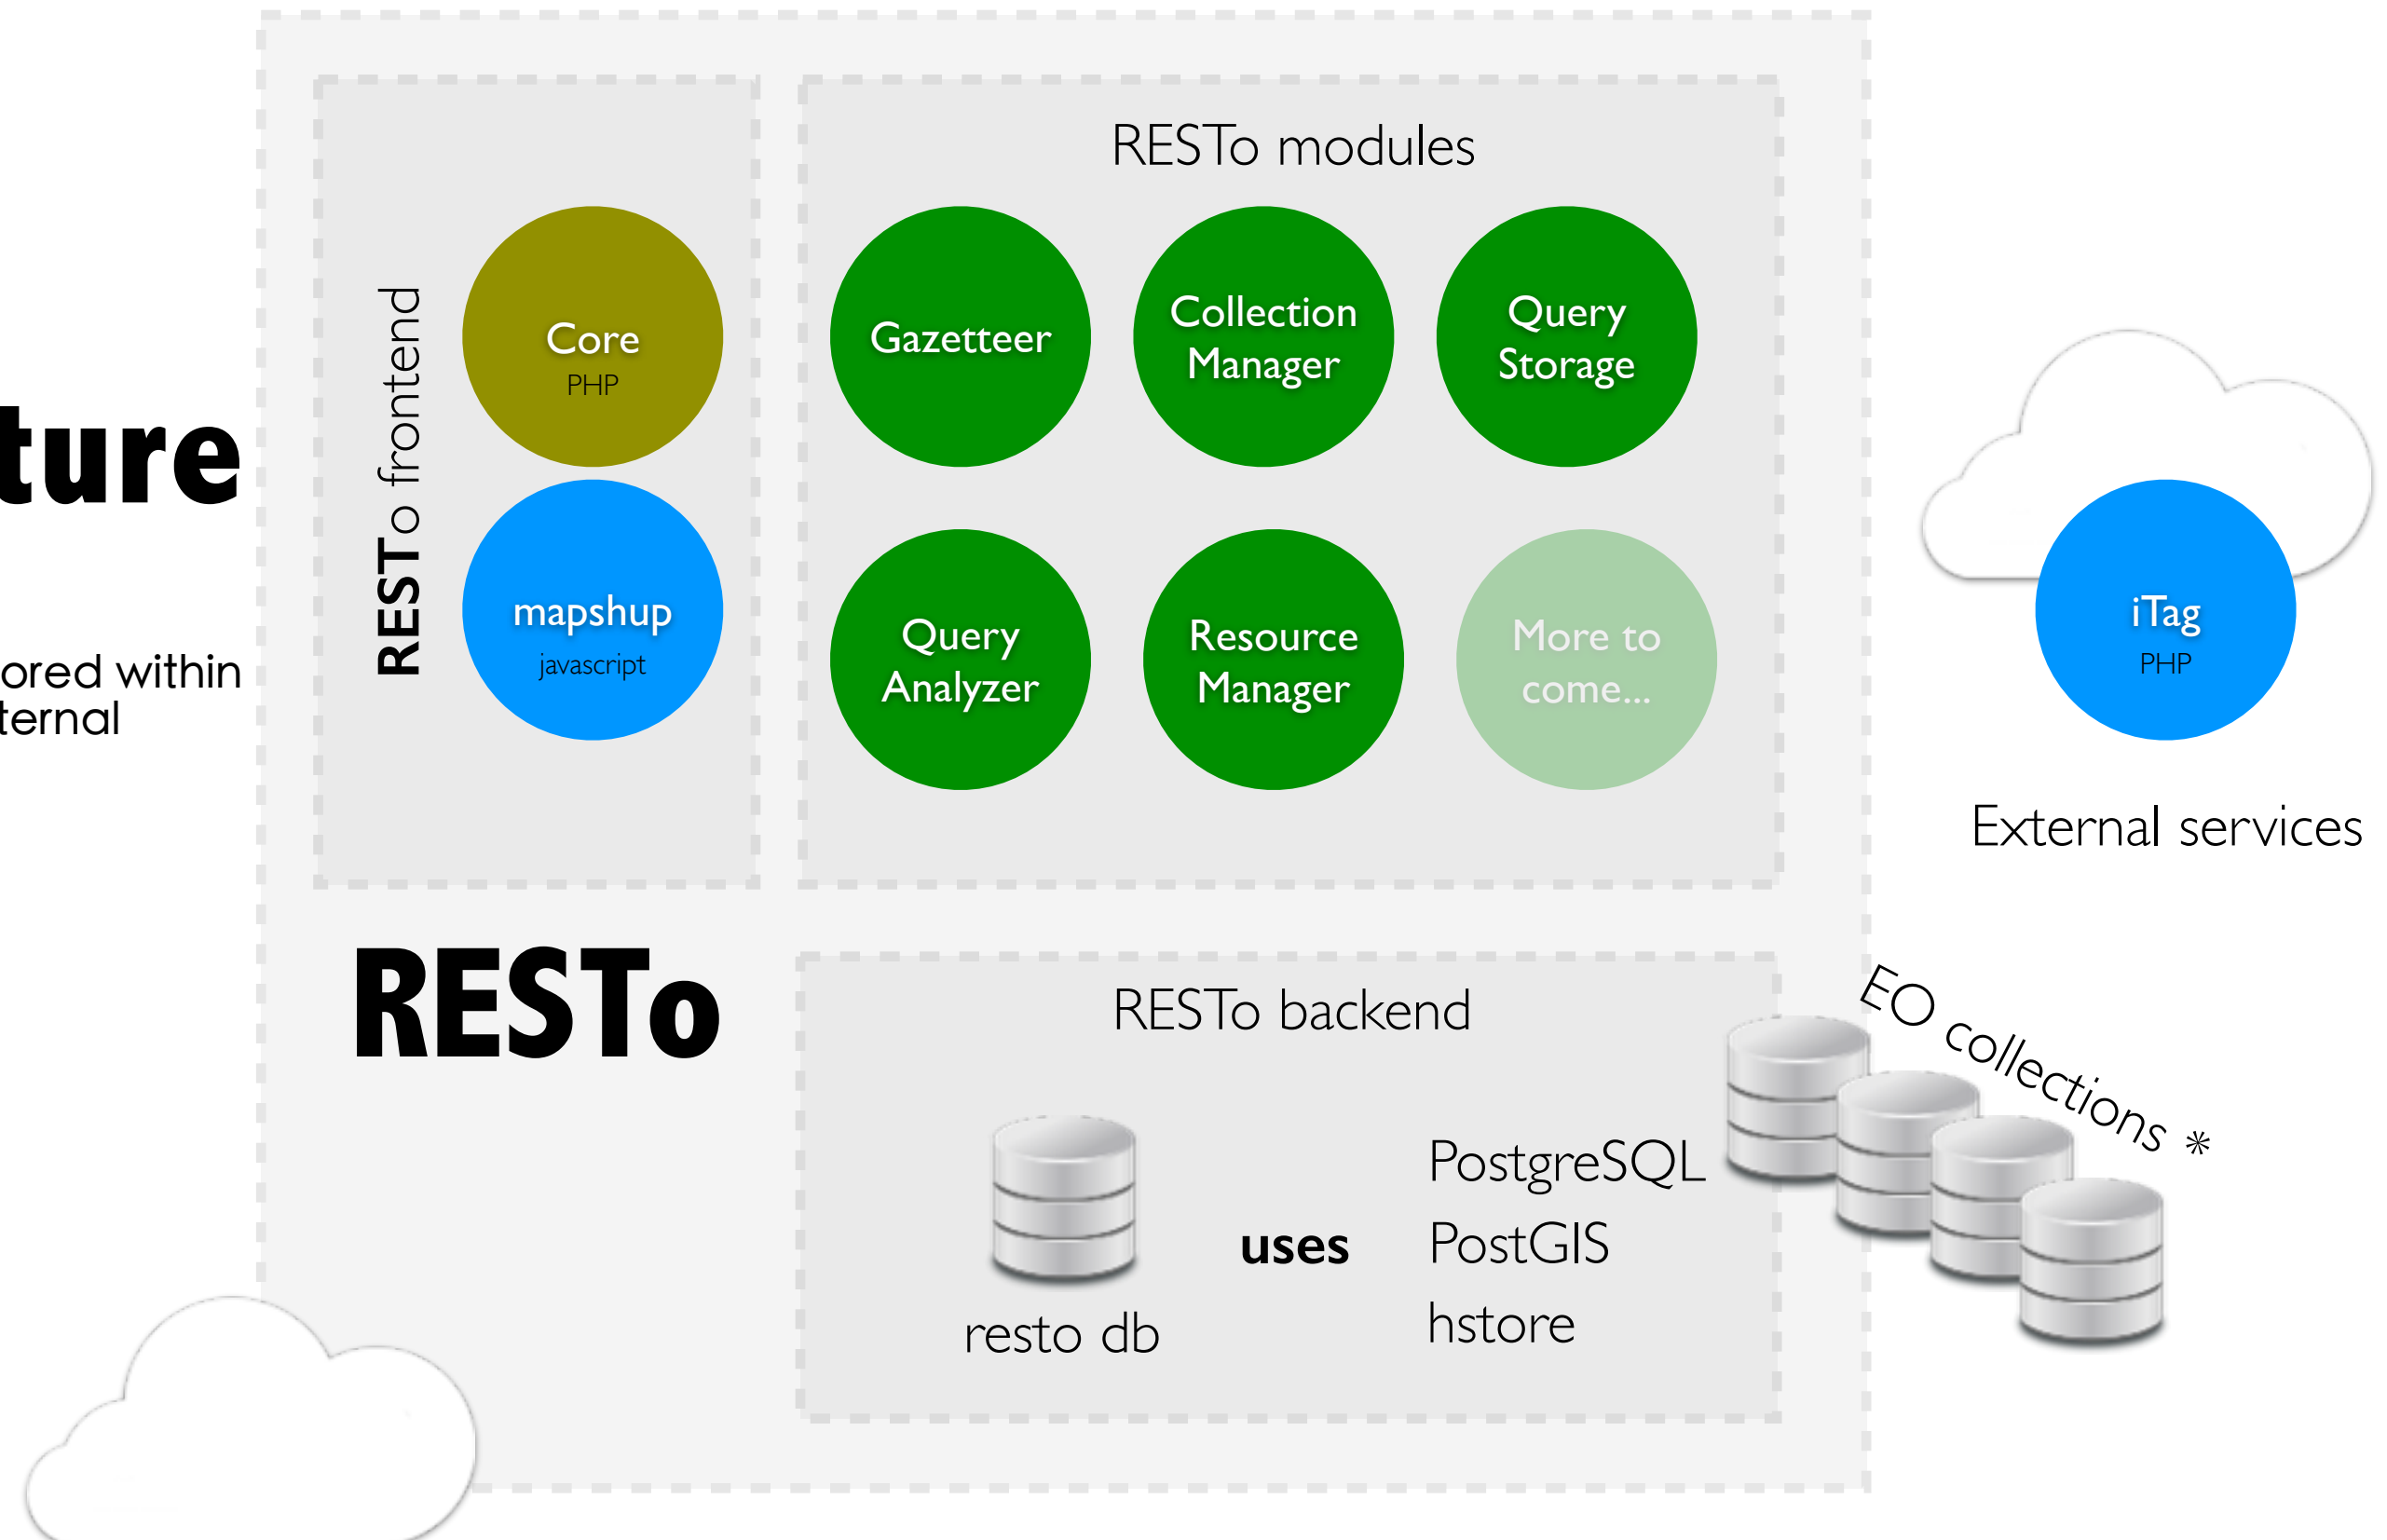 ture
ored within
ternal
RESTo frontend
Core
PHP
mapshup
javascript
RESTo modules
Gazetteer
Collection
Manager
Query
Storage
Query
Analyzer
Resource
Manager
More to
come...
iTag
PHP
External services
RESTo
RESTo backend
resto db
uses
PostgreSQL
PostGIS
hstore
EO collections *